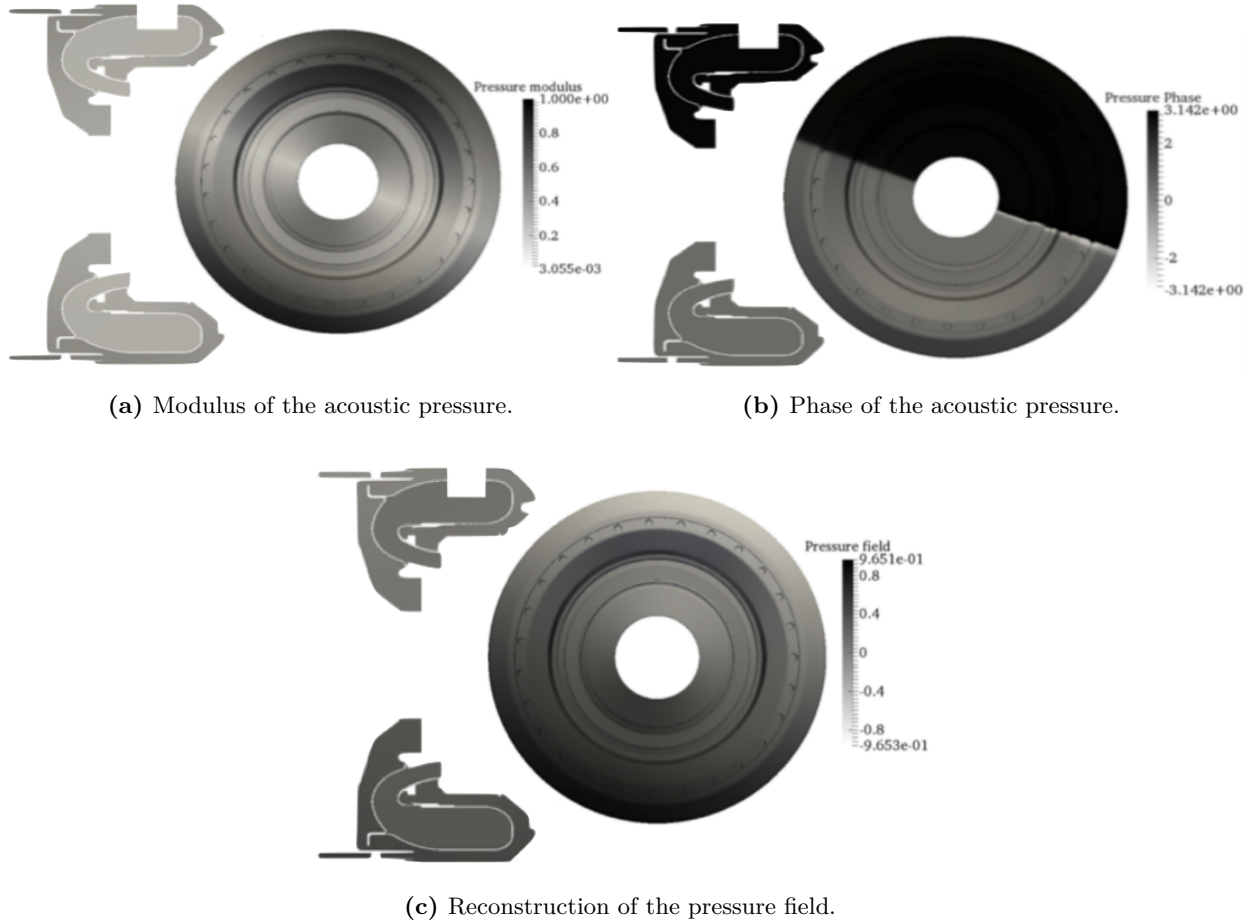 Pressure modulus
1.000e+00
0.8
0.6
0.4
0.2
3.055e-03
Pressure Phase
3.142e+00
2
0
-2
-3.142e+00
(a) Modulus of the acoustic pressure.
(b) Phase of the acoustic pressure.
Pressure field
9.651e-01
0.8
0.4
0
-0.4
-0.8
-9.653e-01
(c) Reconstruction of the pressure field.